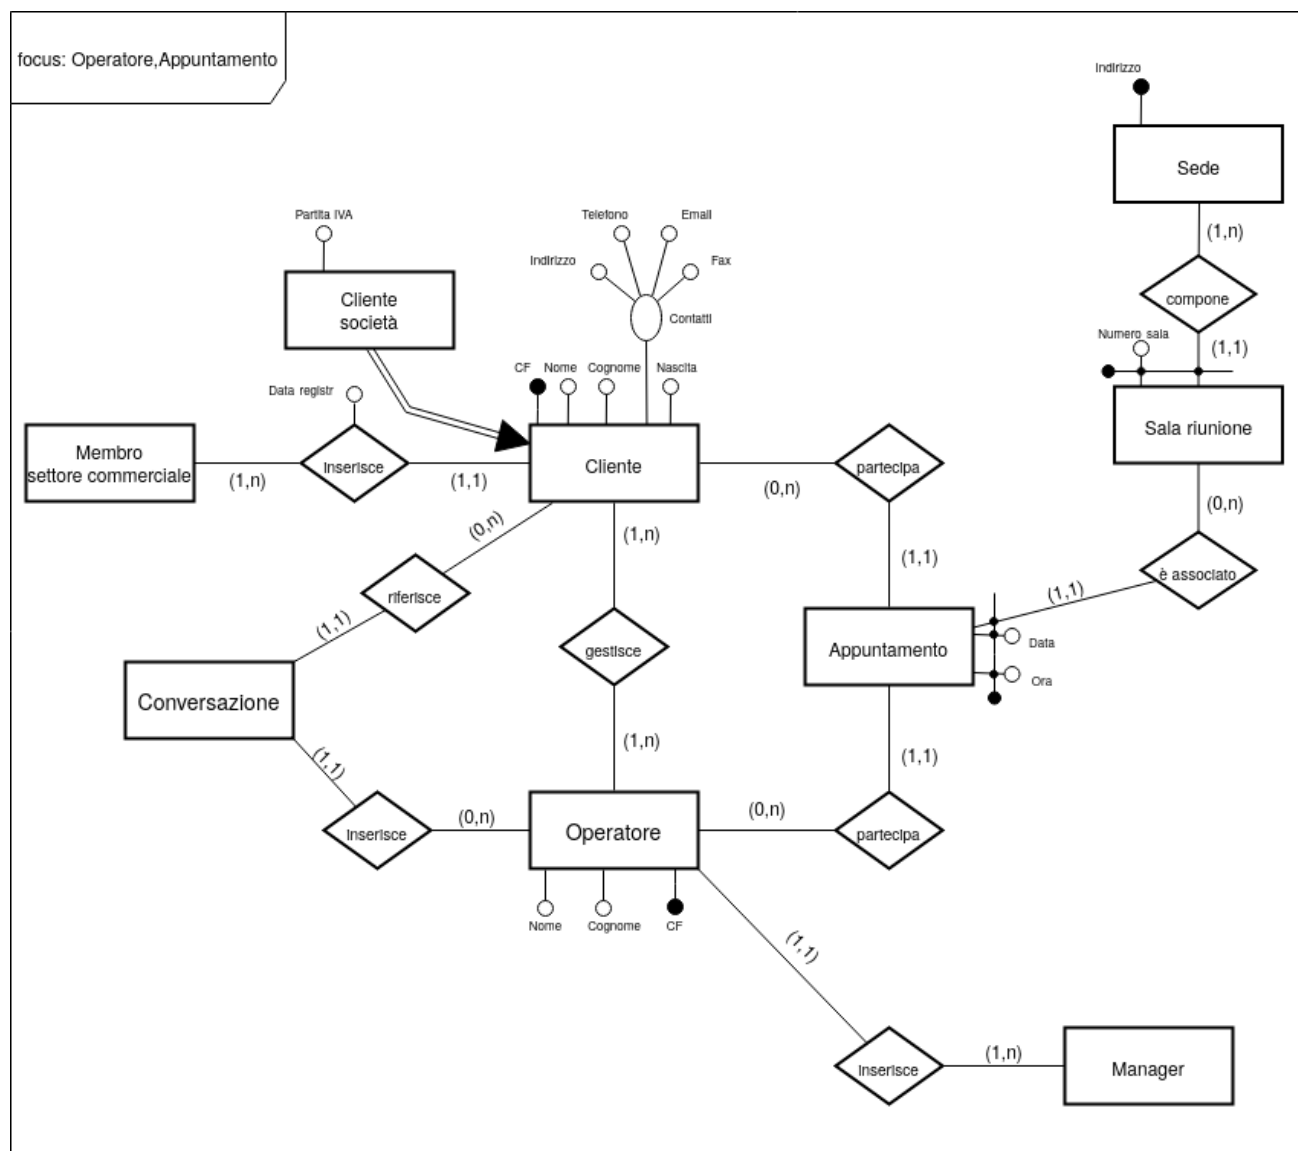 focus: Operatore,Appuntamento
Indirizzo
Sede
(1,n)
compone
Numero sala
(1,1)
Sala riunione
(0,n)
è associato
(1,1)
Partita IVA
Cliente
società
Telefono
Email
Indirizzo
Fax
Contatti
CF
Nome
Cognome
Nascita
Data registr
Membro
settore commerciale
(1,n)
inserisce
(1,1)
Cliente
(0,n)
partecipa
(1,1)
(0,n)
riferisce
(1,1)
(1,n)
gestisce
(1,n)
Appuntamento
Data
Ora
Conversazione
(1,1)
(1,1)
inserisce
(0,n)
Operatore
(0,n)
partecipa
Nome
Cognome
CF
(1,1)
inserisce
(1,n)
Manager